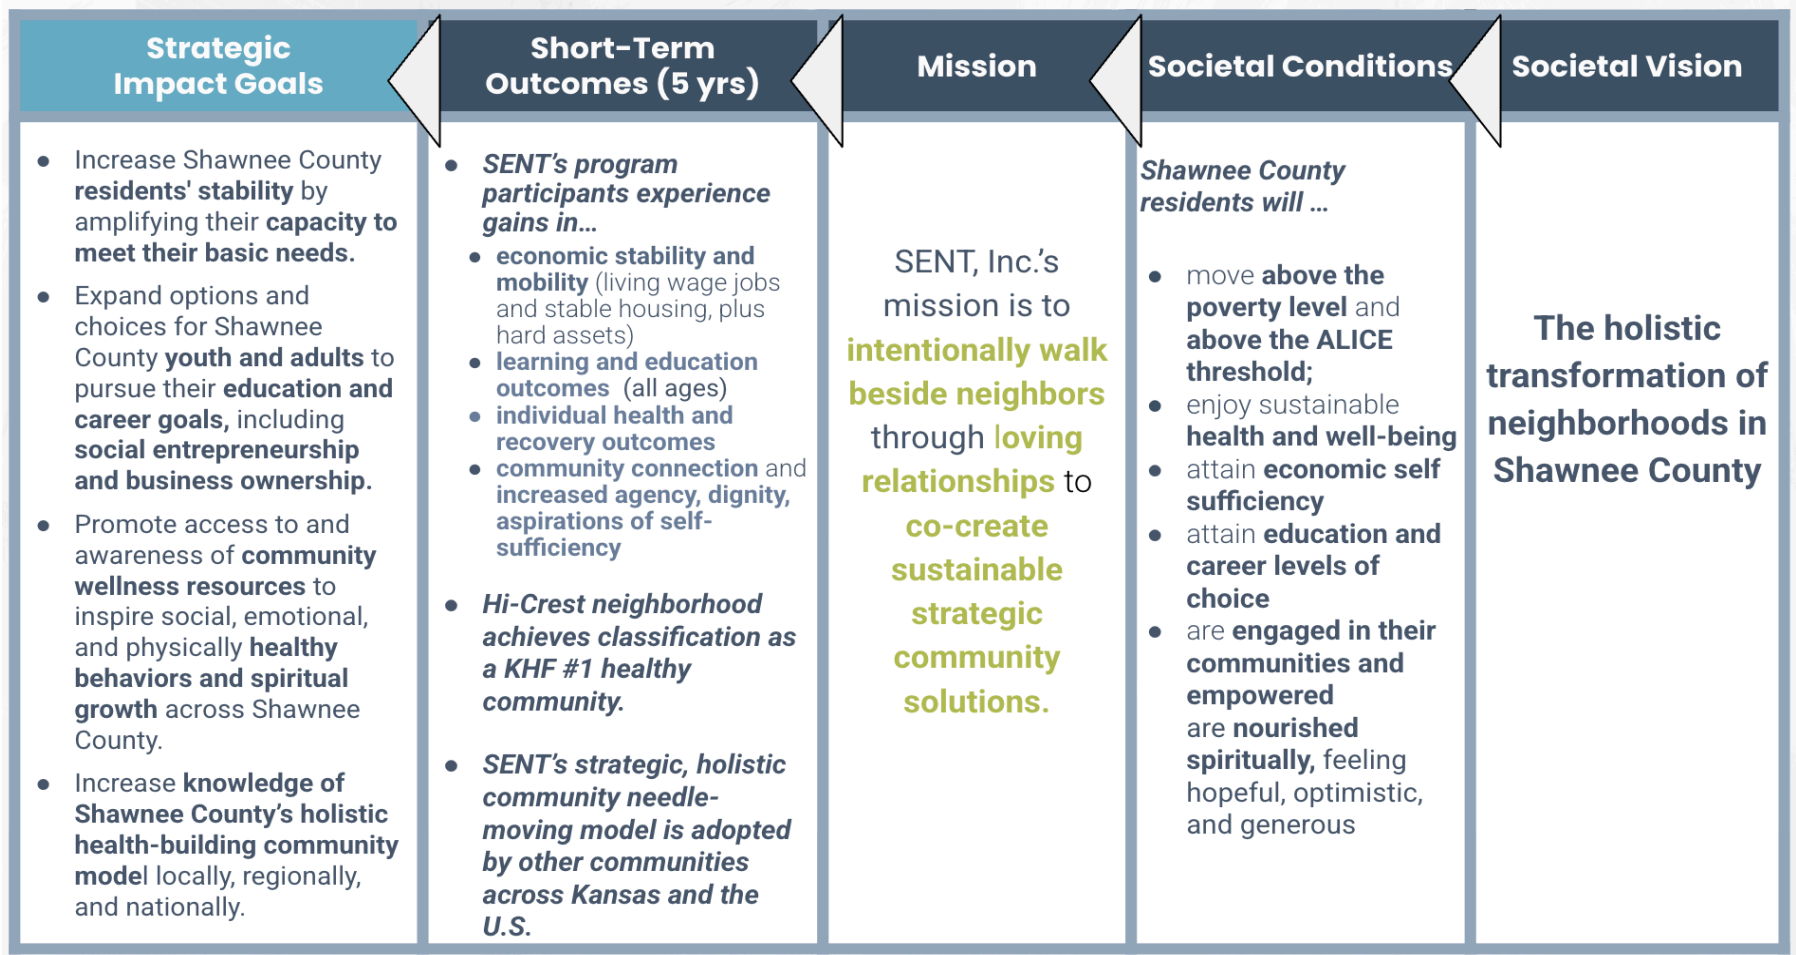 Strategic
Impact Goals
Short-Term
Outcomes (5 yrs)
Mission
Societal Conditions
Societal Vision
● Increase Shawnee County
residents' stability by
amplifying their capacity to
meet their basic needs.
● Expand options and
choices for Shawnee
County youth and adults to
pursue their education and
career goals, including
social entrepreneurship
and business ownership.
● Promote access to and
awareness of community
wellness resources to
inspire social, emotional,
and physically healthy
behaviors and spiritual
growth across Shawnee
County.
● Increase knowledge of
Shawnee County’s holistic
health-building community
model locally, regionally,
and nationally.
● SENT’s program
participants experience
gains in…
● economic stability and
mobility (living wage jobs
and stable housing, plus
hard assets)
● learning and education
outcomes (all ages)
● individual health and
recovery outcomes
● community connection and
increased agency, dignity,
aspirations of self-
sufficiency
● Hi-Crest neighborhood
achieves classification as
a KHF #1 healthy
community.
● SENT’s strategic, holistic
community needle-
moving model is adopted
by other communities
across Kansas and the
U.S.
SENT, Inc.’s
mission is to
intentionally walk
beside neighbors
through loving
relationships to
co-create
sustainable
strategic
community
solutions.
Shawnee County
residents will …
● move above the
poverty level and
above the ALICE
threshold;
● enjoy sustainable
health and well-being
● attain economic self
sufficiency
● attain education and
career levels of
choice
● are engaged in their
communities and
empowered
are nourished
spiritually, feeling
hopeful, optimistic,
and generous
The holistic
transformation of
neighborhoods in
Shawnee County